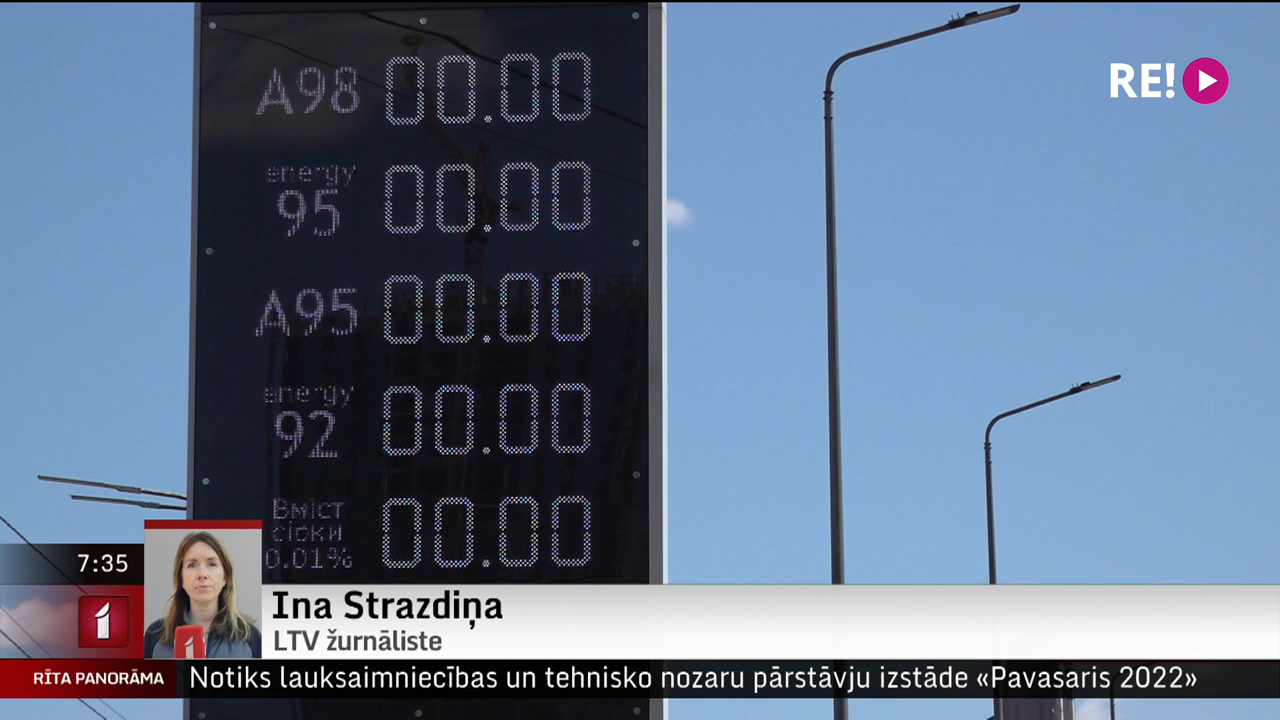 A98 00.00
RE!
energy
95 00.00
A95 00.00
energy
92 00.00
Вміст
сірки
0.01% 00.00
7:35
1
Ina Strazdiņa
LTV žurnāliste
RĪTA PANORĀMA Notiks lauksaimniecības un tehnisko nozaru pārstāvju izstāde «Pavasaris 2022»